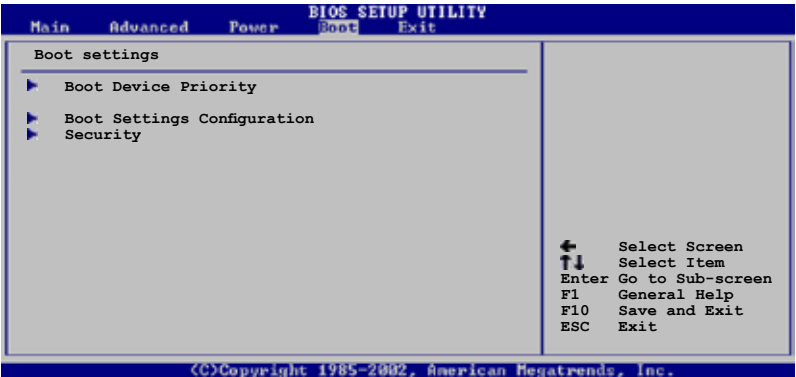 BIOS SETUP UTILITY
Main Advanced Power Boot Exit
Boot settings
Boot Device Priority
Boot Settings Configuration
Security
← Select Screen
↑↓ Select Item
Enter Go to Sub-screen
F1 General Help
F10 Save and Exit
ESC Exit
(C)Copyright 1985-2002, American Megatrends, Inc.